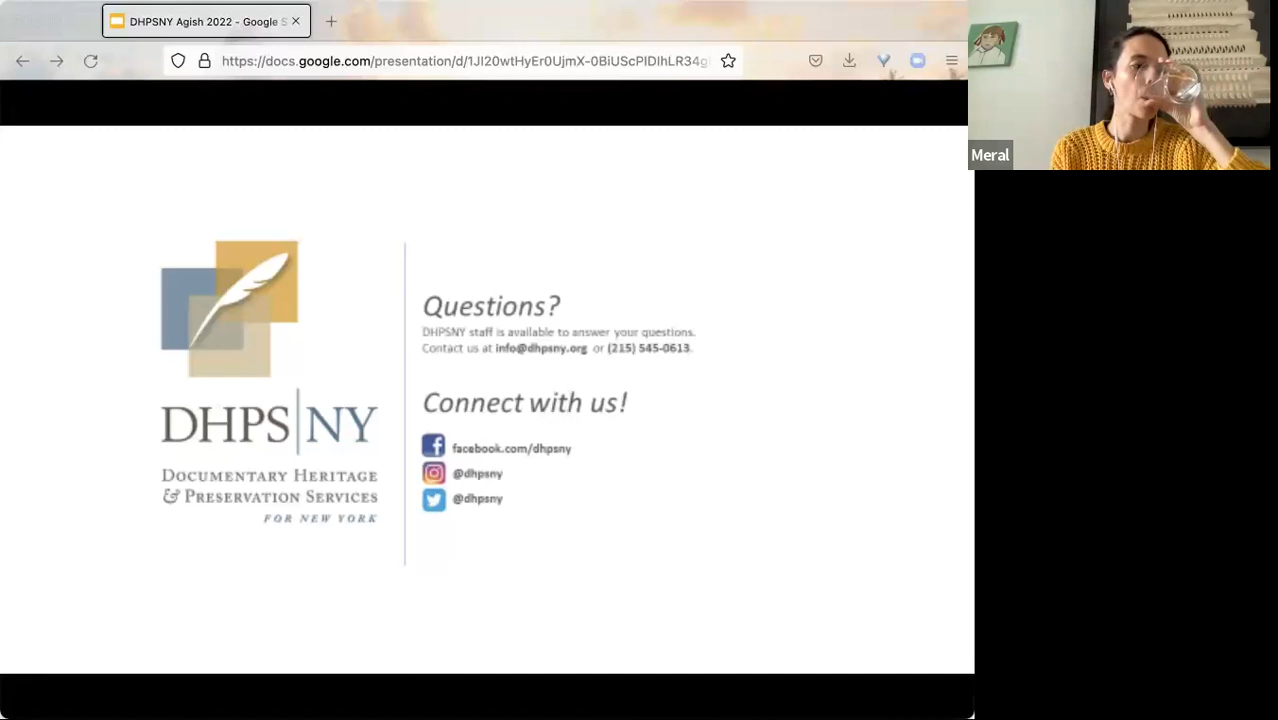 DHPSNY Agish 2022 - Google S
https://docs.google.com/presentation/d/1JI20wtHyEr0UjmX-0BiUScPIDIhLR34g
Meral
DHPS|NY
DOCUMENTARY HERITAGE
& PRESERVATION SERVICES
FOR NEW YORK
Questions?
DHPSNY staff is available to answer your questions.
Contact us at info@dhpsny.org or (215) 545-0613.
Connect with us!
facebook.com/dhpsny
@dhpsny
@dhpsny